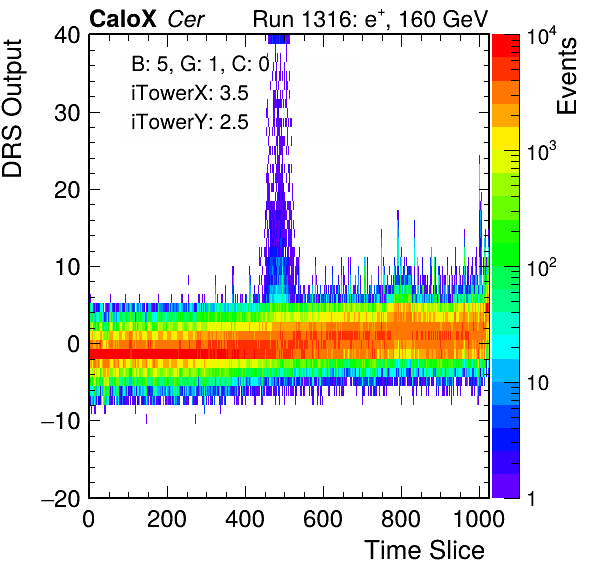 CaloX Cer Run 1316: e⁺, 160 GeV
DRS Output
Events
B: 5, G: 1, C: 0
iTowerX: 3.5
iTowerY: 2.5
40
30
20
10
0
−10
−20
0 200 400 600 800 1000
Time Slice
10⁴
10³
10²
10
1